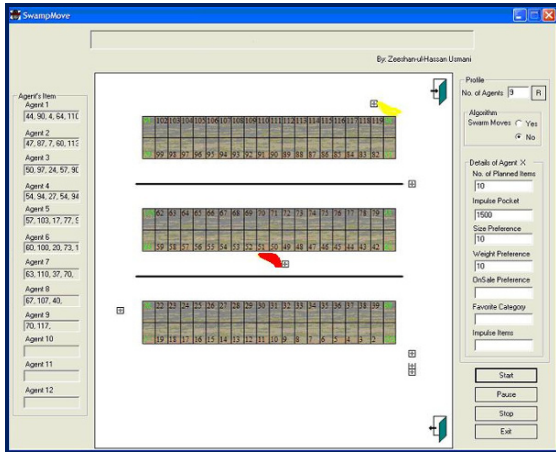 SwampMove
By: Zeeshan-ul-Hassan Usmani
Agent's Item
Agent 1
44, 90, 4, 64, 110
Agent 2
47, 87, 7, 60, 113
Agent 3
50, 97, 24, 57, 90
Agent 4
54, 94, 27, 54, 94
Agent 5
57, 103, 17, 77, 9
Agent 6
60, 100, 20, 73, 1
Agent 7
63, 110, 37, 70,
Agent 8
67, 107, 40,
Agent 9
70, 117,
Agent 10
Agent 11
Agent 12
102 103 104 105 106 107 108 109 110 111 112 113 114 115 116 117 118 119
99 98 97 96 95 94 93 92 91 90 89 88 87 86 85 84 83 82
62 63 64 65 66 67 68 69 70 71 72 73 74 75 76 77 78 79
59 58 57 56 55 54 53 52 51 50 49 48 47 46 45 44 43 42
22 23 24 25 26 27 28 29 30 31 32 33 34 35 36 37 38 39
19 18 17 16 15 14 13 12 11 10 9 8 7 6 5 4 3 2
Profile
No. of Agents 9 R
Algorithm
Swarm Moves Yes
No
Details of Agent X
No. of Planned Items
10
Impulse Pocket
1500
Size Preference
10
Weight Preference
10
OnSale Preference
Favorite Category
Impulse Items
Start
Pause
Stop
Exit